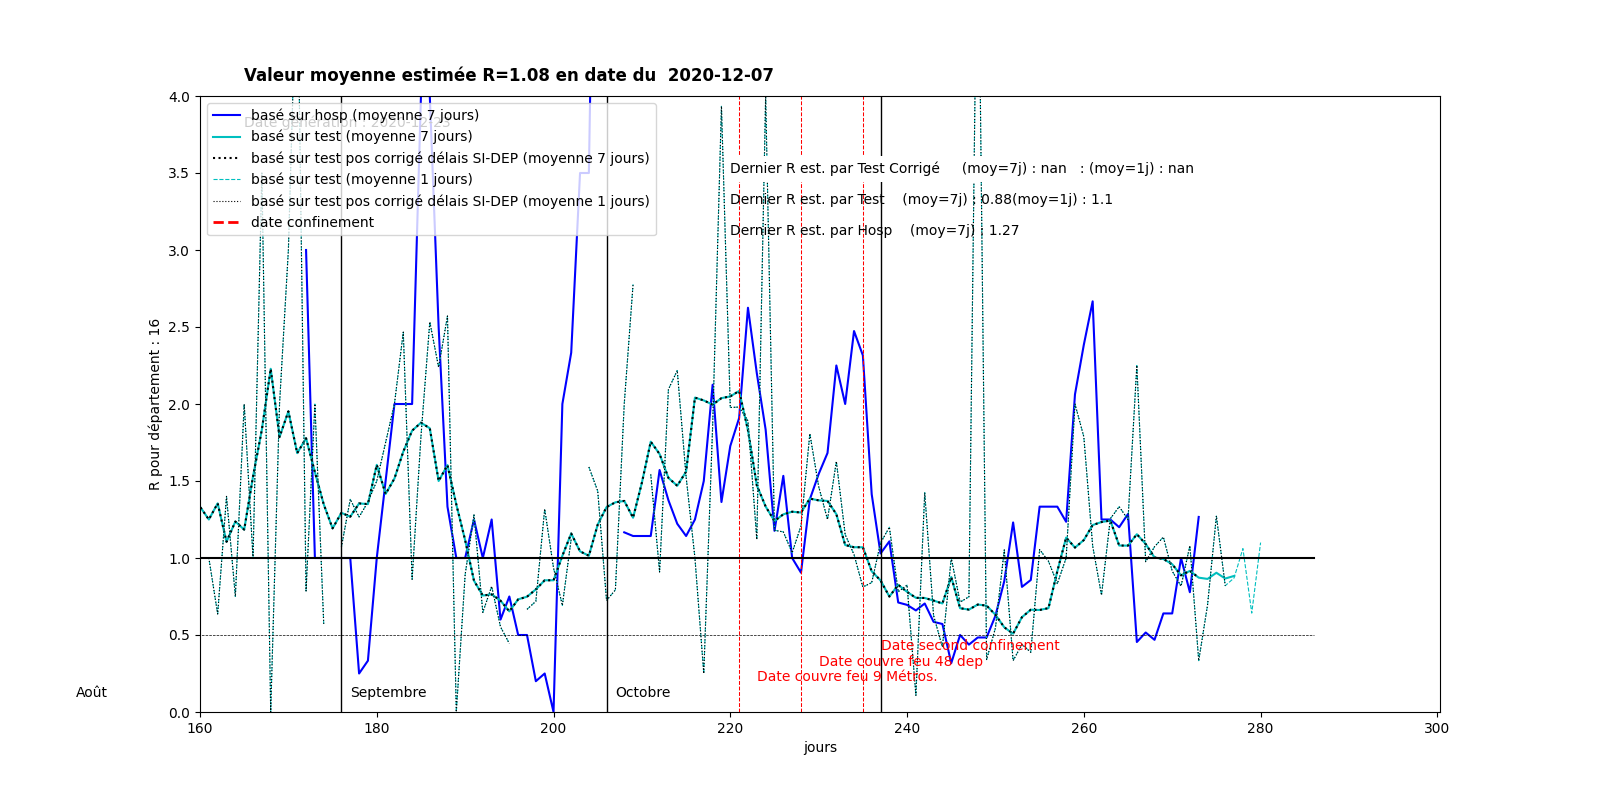 Valeur moyenne estimée R=1.08 en date du  2020-12-07
Date génération : 2020-12-23
basé sur hosp (moyenne 7 jours)
basé sur test (moyenne 7 jours)
basé sur test pos corrigé délais SI-DEP (moyenne 7 jours)
basé sur test (moyenne 1 jours)
basé sur test pos corrigé délais SI-DEP (moyenne 1 jours)
date confinement
Dernier R est. par Test Corrigé (moy=7j) : nan : (moy=1j) : nan
Dernier R est. par Test (moy=7j) : 0.88(moy=1j) : 1.1
Dernier R est. par Hosp (moy=7j) : 1.27
R pour département : 16
4.0
3.5
3.0
2.5
2.0
1.5
1.0
0.5
0.0
Date second confinement
Date couvre feu 48 dep
Date couvre feu 9 Métros.
Août
Septembre
Octobre
160 180 200 220 240 260 280 300
jours